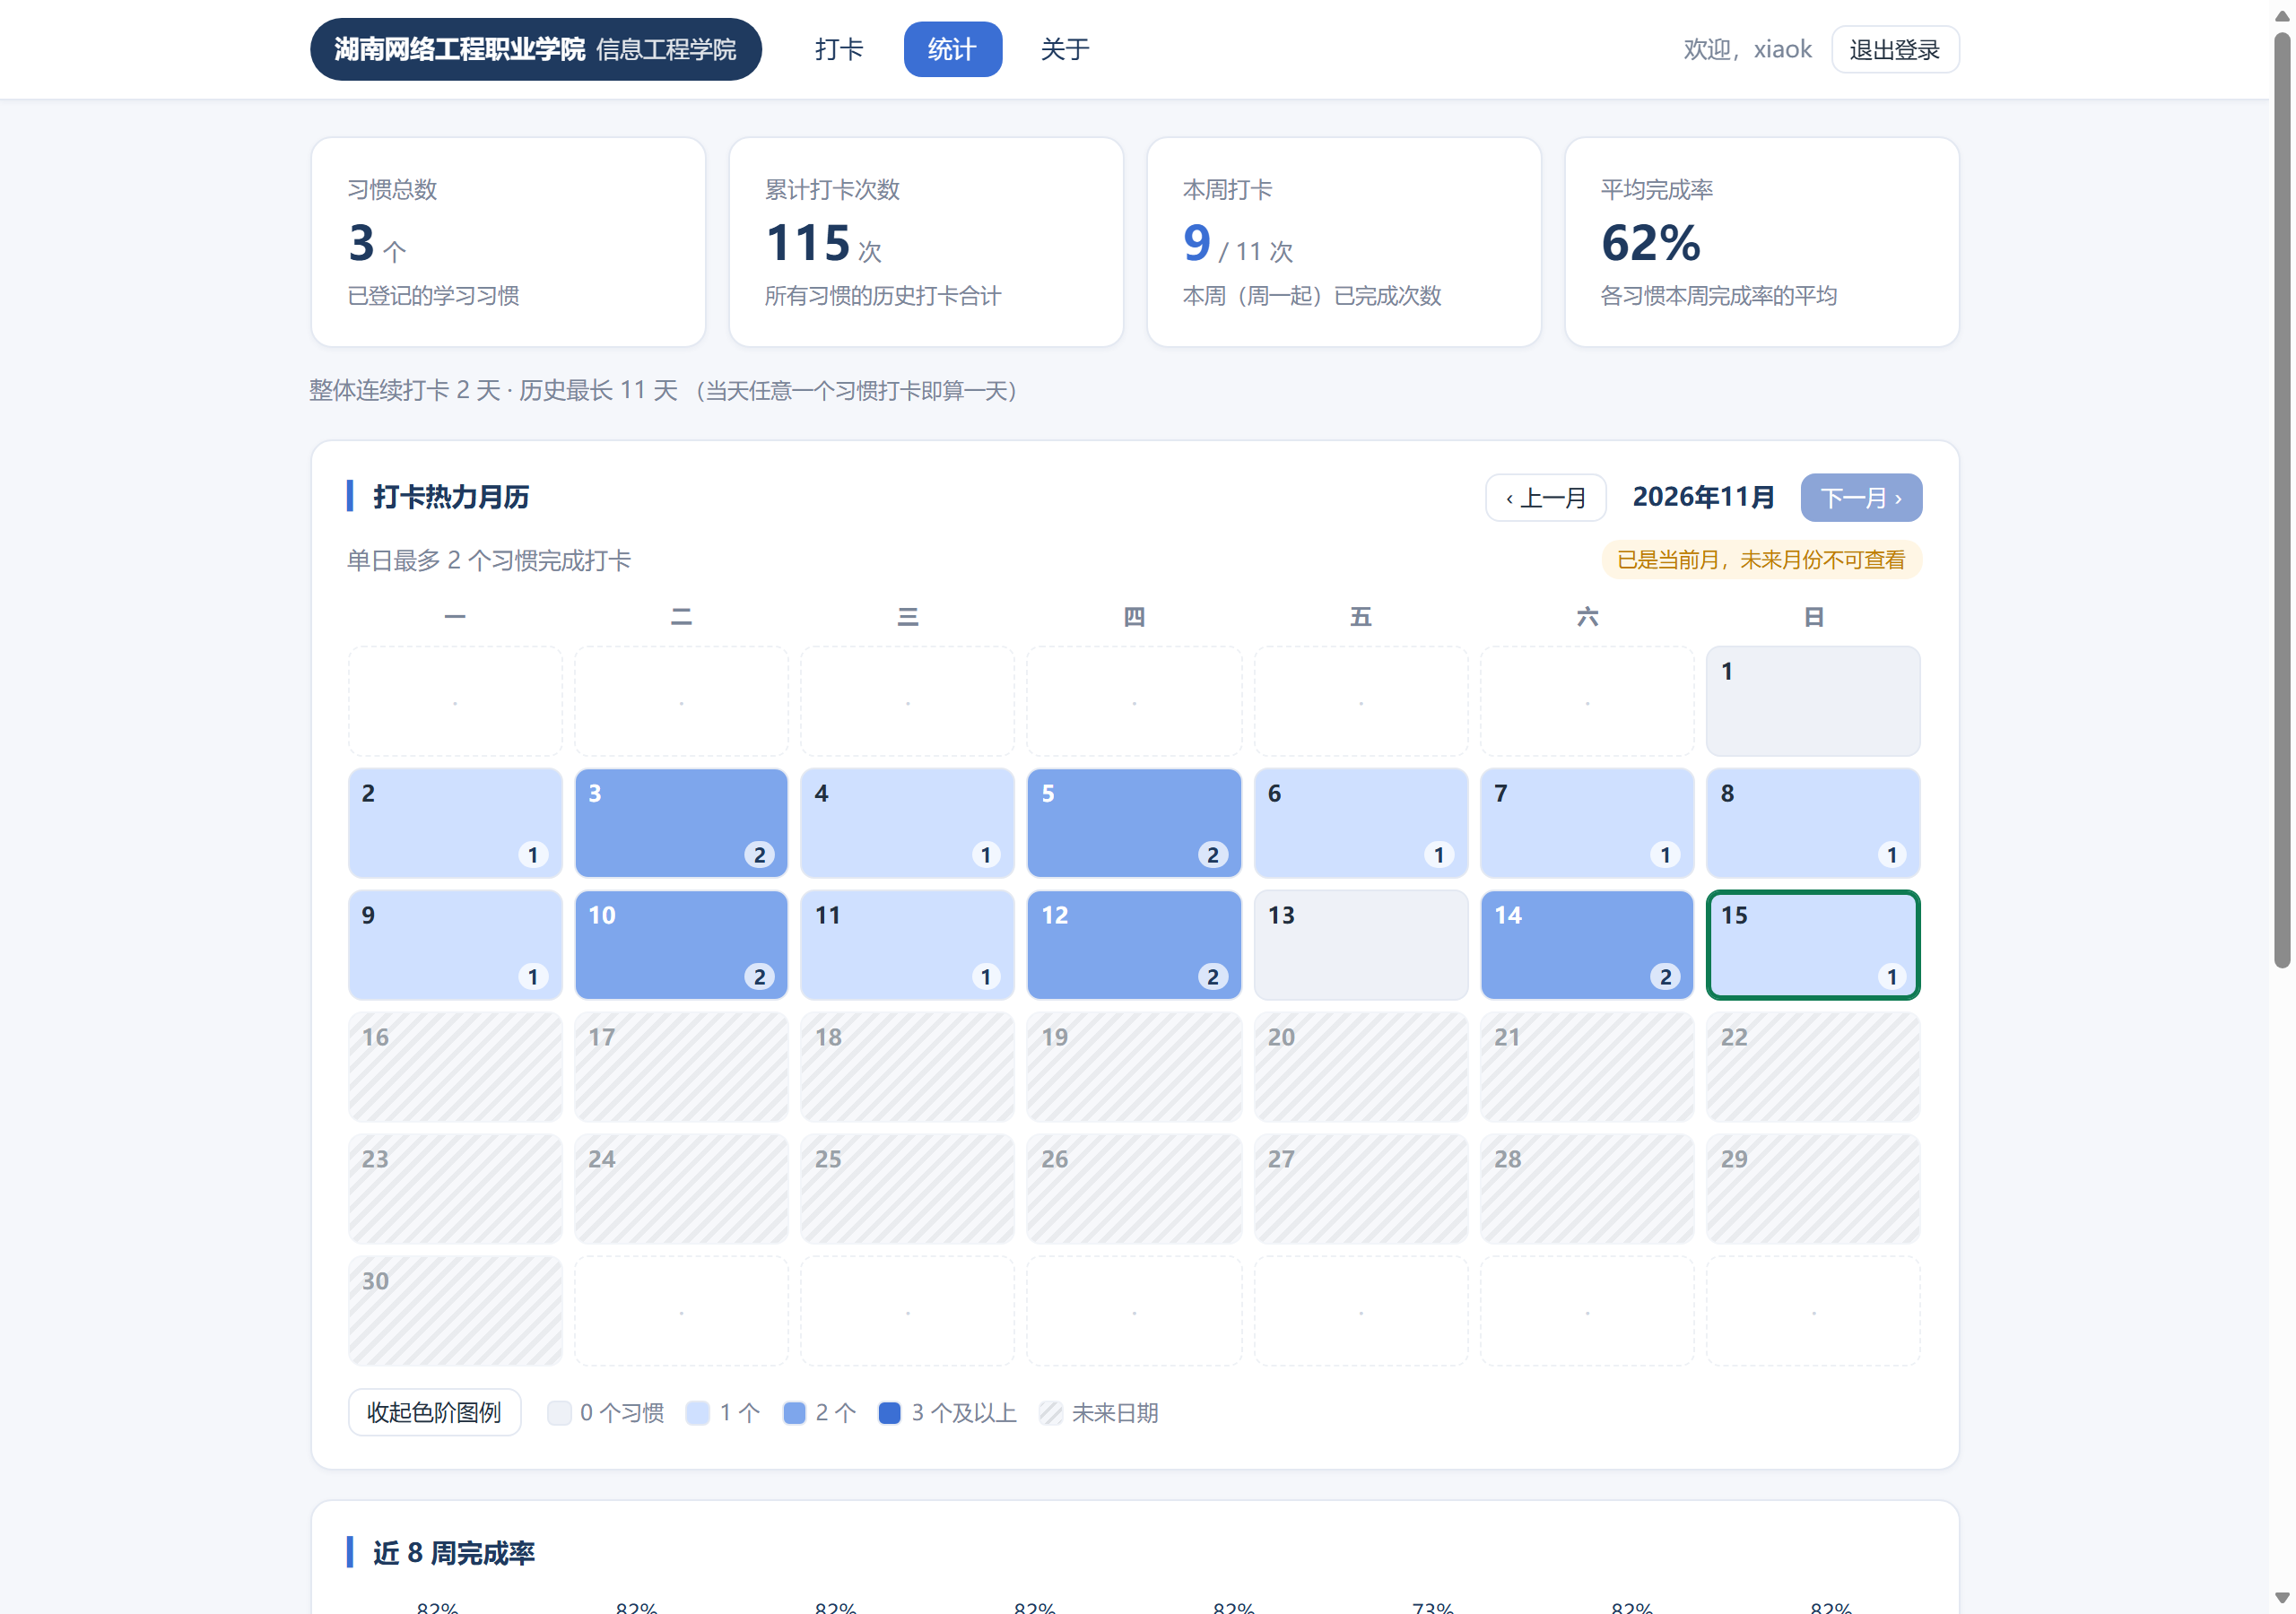 湖南网络工程职业学院 信息工程学院 打卡 统计 关于 欢迎，xiaok 退出登录
习惯总数 累计打卡次数 本周打卡 平均完成率
3 个 115 次 9 / 11 次 62%
已登记的学习习惯 所有习惯的历史打卡合计 本周（周一起）已完成次数 各习惯本周完成率的平均
整体连续打卡 2 天 · 历史最长 11 天 （当天任意一个习惯打卡即算一天）
打卡热力月历 ‹ 上一月 2026年11月 下一月 ›
单日最多 2 个习惯完成打卡 已是当前月，未来月份不可查看
一 二 三 四 五 六 日
· · · · · · 1
2 3 4 5 6 7 8
1 2 1 2 1 1 1
9 10 11 12 13 14 15
1 2 1 2 2 1
16 17 18 19 20 21 22
23 24 25 26 27 28 29
30 · · · · · ·
收起色阶图例 0 个习惯 1 个 2 个 3 个及以上 未来日期
近 8 周完成率
82% 82% 82% 82% 82% 73% 82% 82%